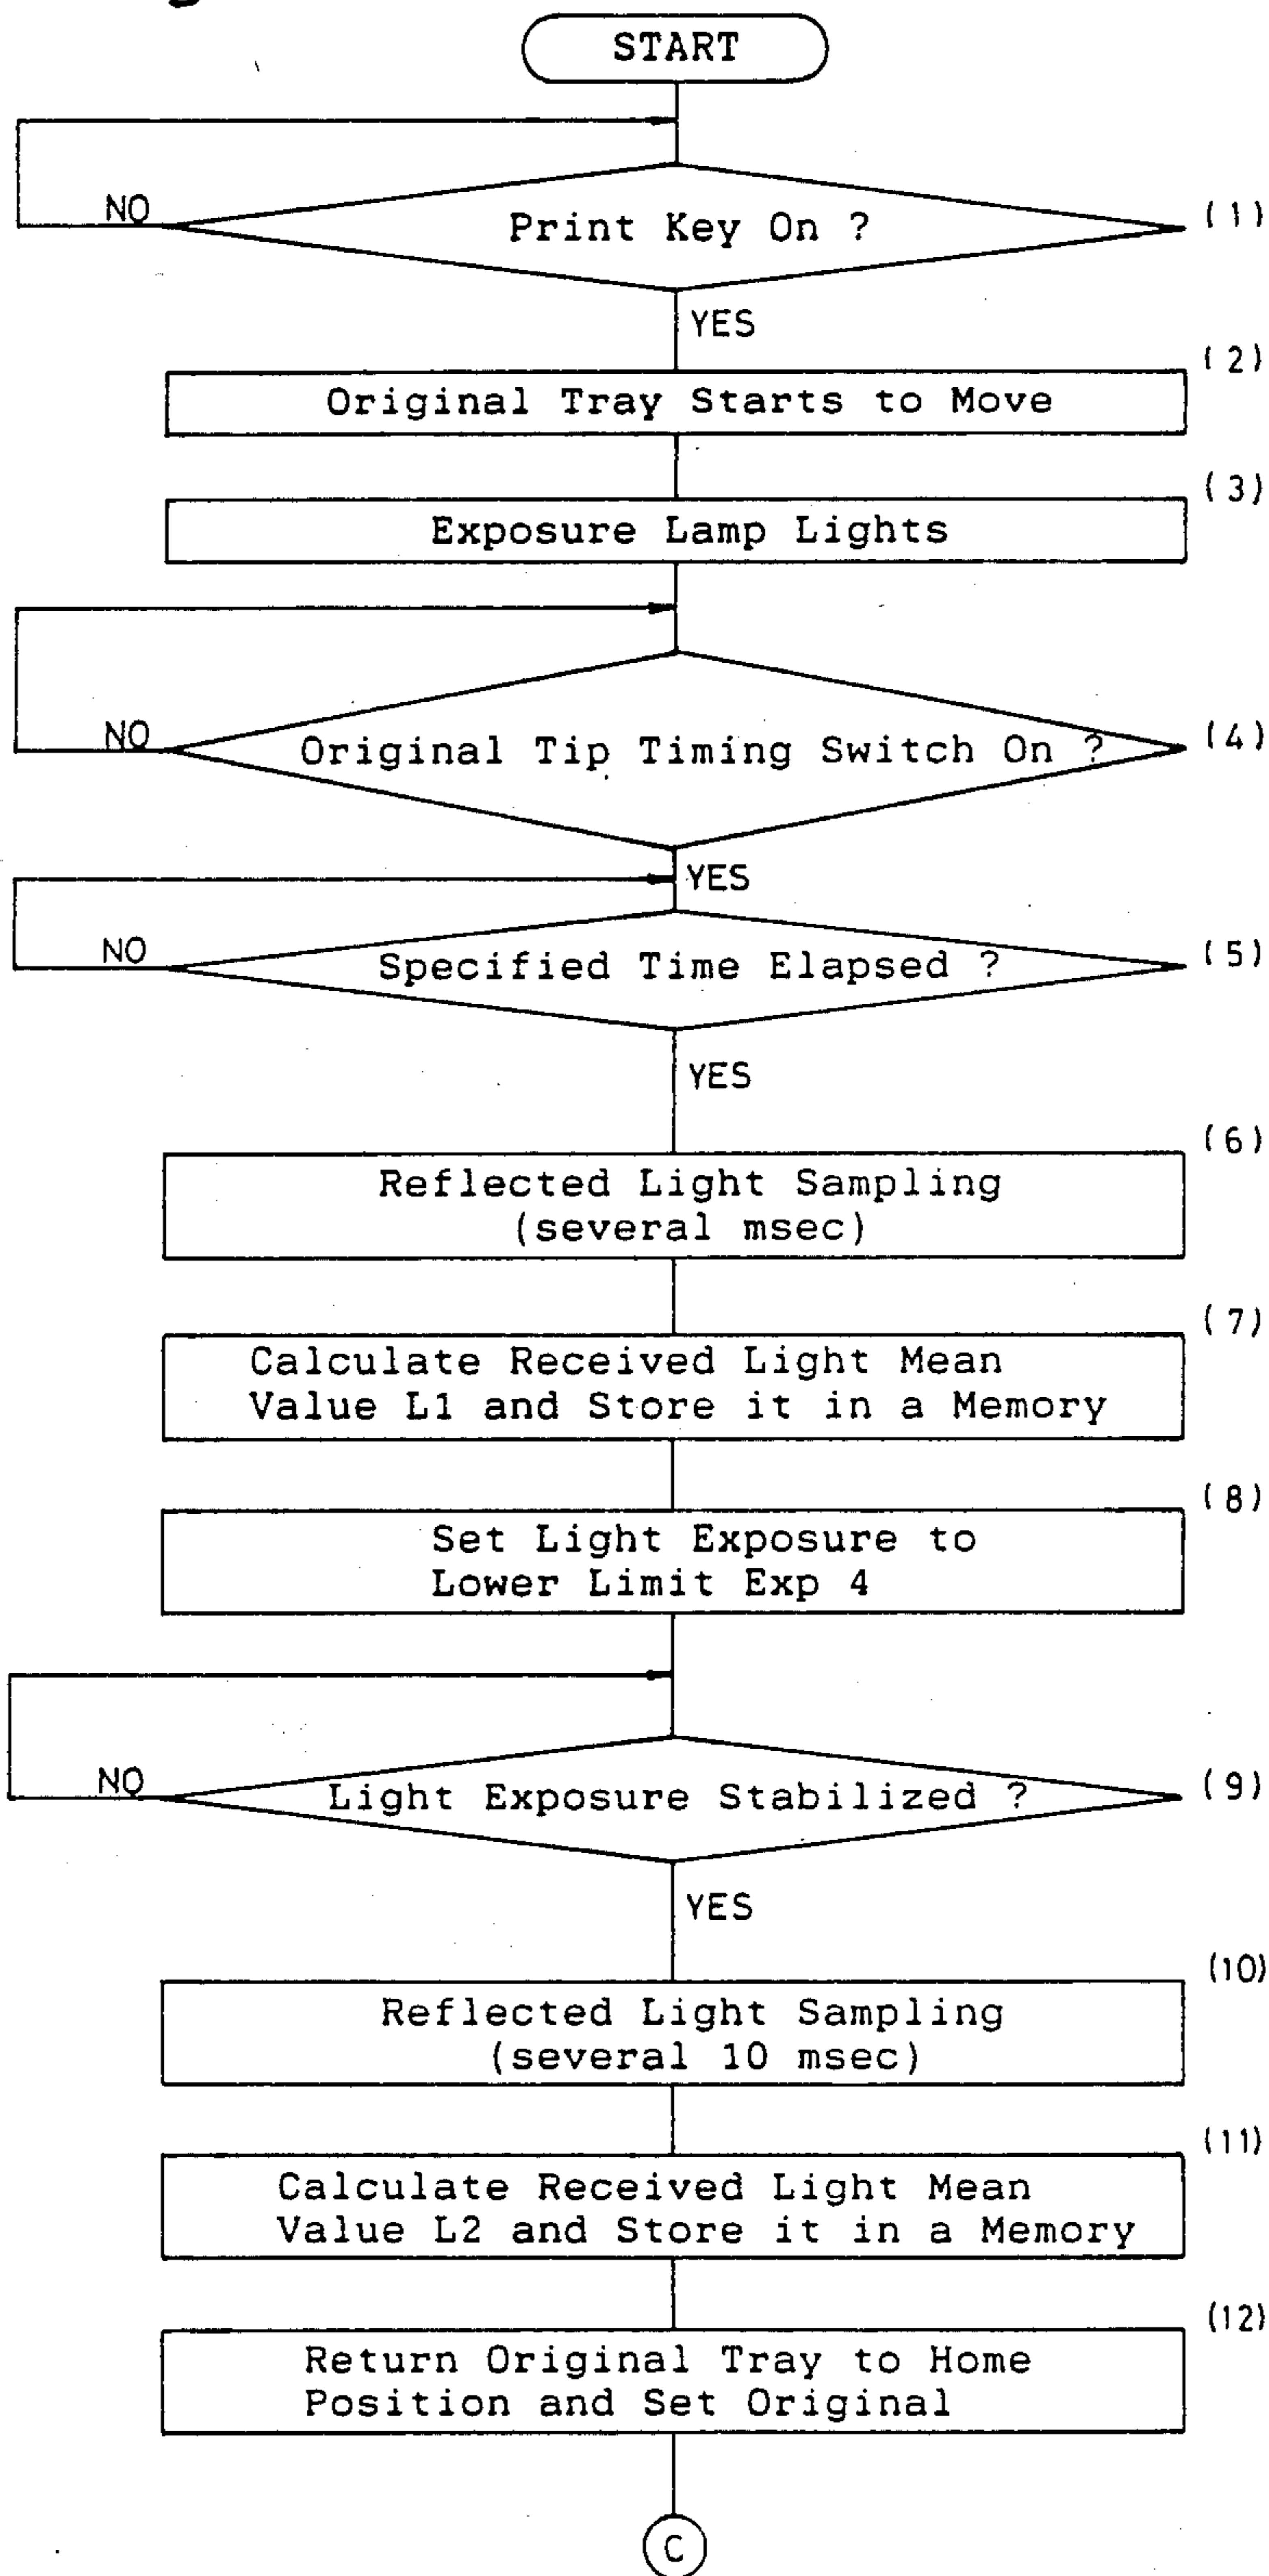 START
NO
Print Key On ?
(1)
YES
(2)
Original Tray Starts to Move
(3)
Exposure Lamp Lights
NO
Original Tip Timing Switch On ?
(4)
YES
NO
Specified Time Elapsed ?
(5)
YES
(6)
Reflected Light Sampling
(several msec)
(7)
Calculate Received Light Mean
Value L1 and Store it in a Memory
(8)
Set Light Exposure to
Lower Limit Exp 4
NO
Light Exposure Stabilized ?
(9)
YES
(10)
Reflected Light Sampling
(several 10 msec)
(11)
Calculate Received Light Mean
Value L2 and Store it in a Memory
(12)
Return Original Tray to Home
Position and Set Original
C